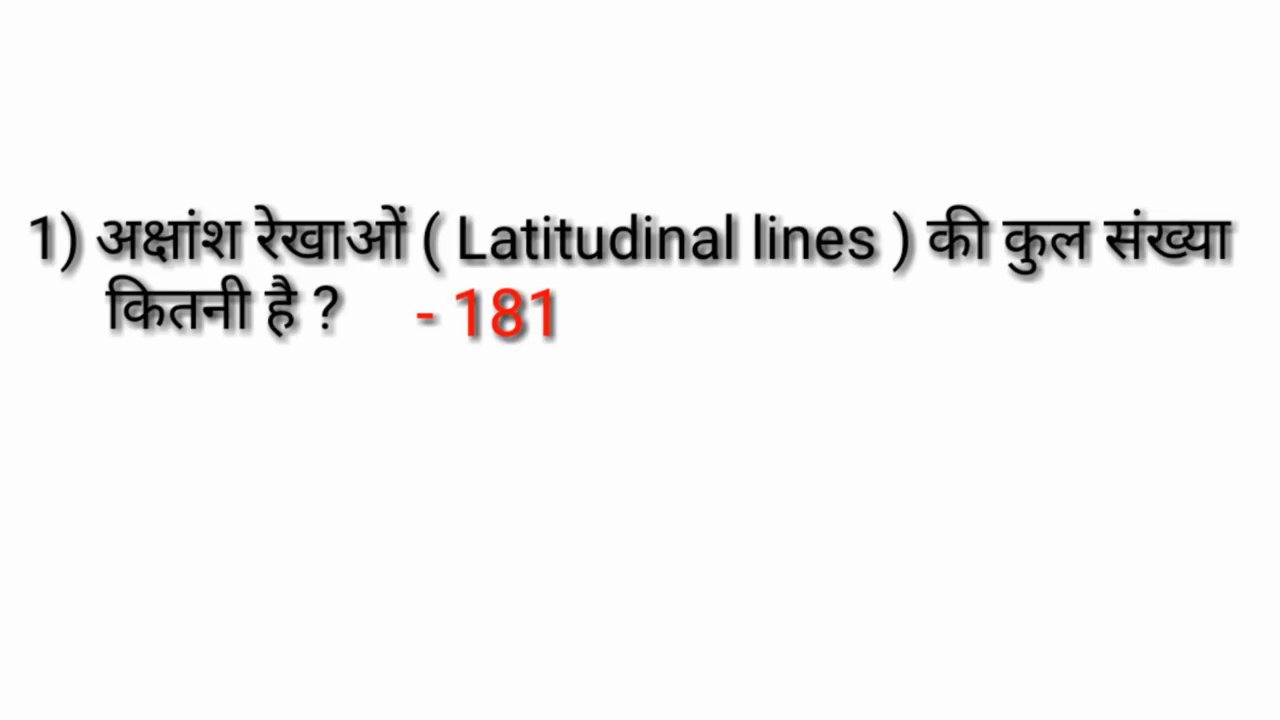 1) अक्षांश रेखाओं ( Latitudinal lines ) की कुल संख्या
कितनी है ? - 181